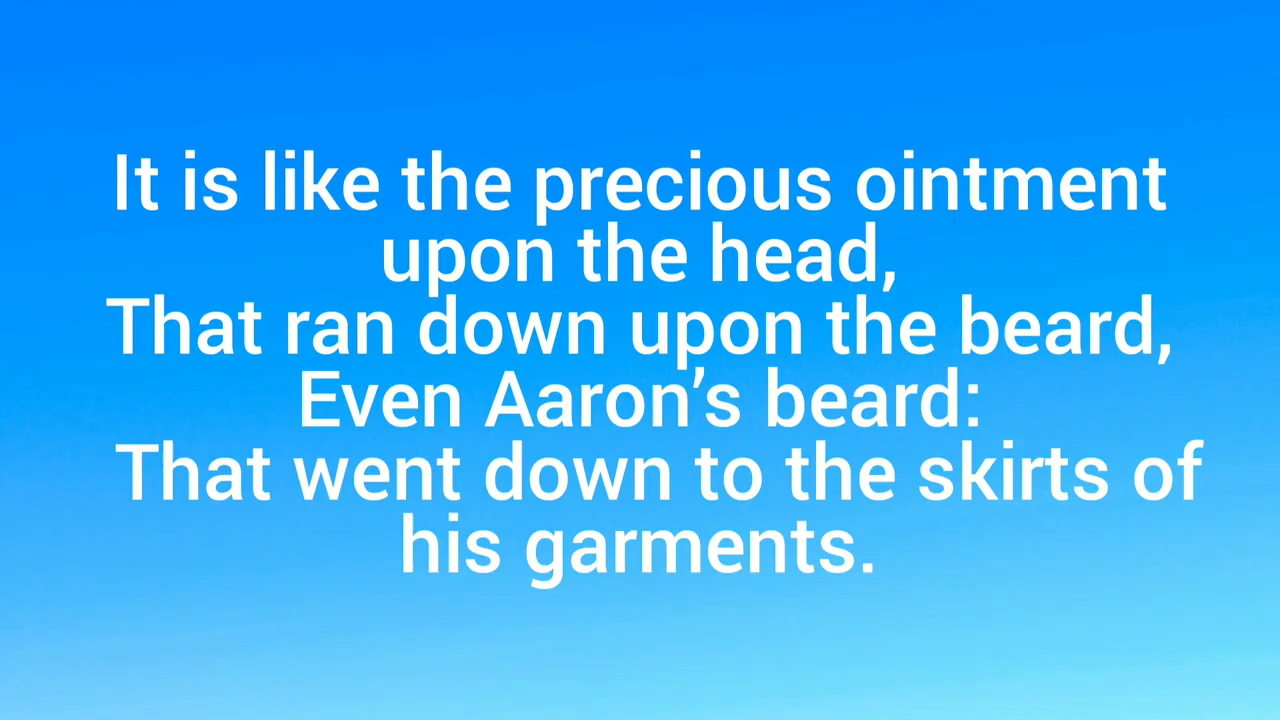 It is like the precious ointment
upon the head,
That ran down upon the beard,
Even Aaron’s beard:
That went down to the skirts of
his garments.